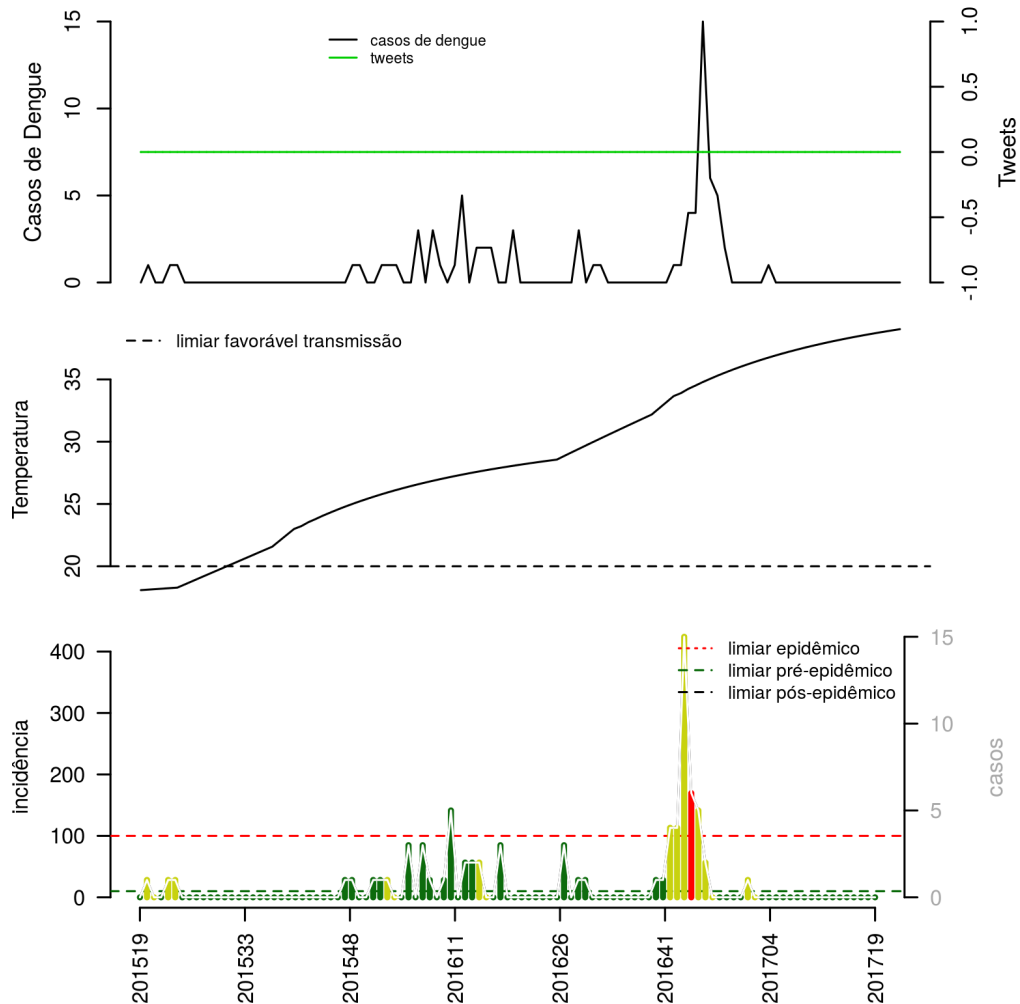 casos de dengue
tweets
Casos de Dengue
15
10
5
0
1.0
0.5
0.0
-0.5
-1.0
Tweets
limiar favorável transmissão
Temperatura
35
30
25
20
limiar epidêmico
limiar pré-epidêmico
limiar pós-epidêmico
incidência
400
300
200
100
0
15
10
5
0
casos
201519
201533
201548
201611
201626
201641
201704
201719